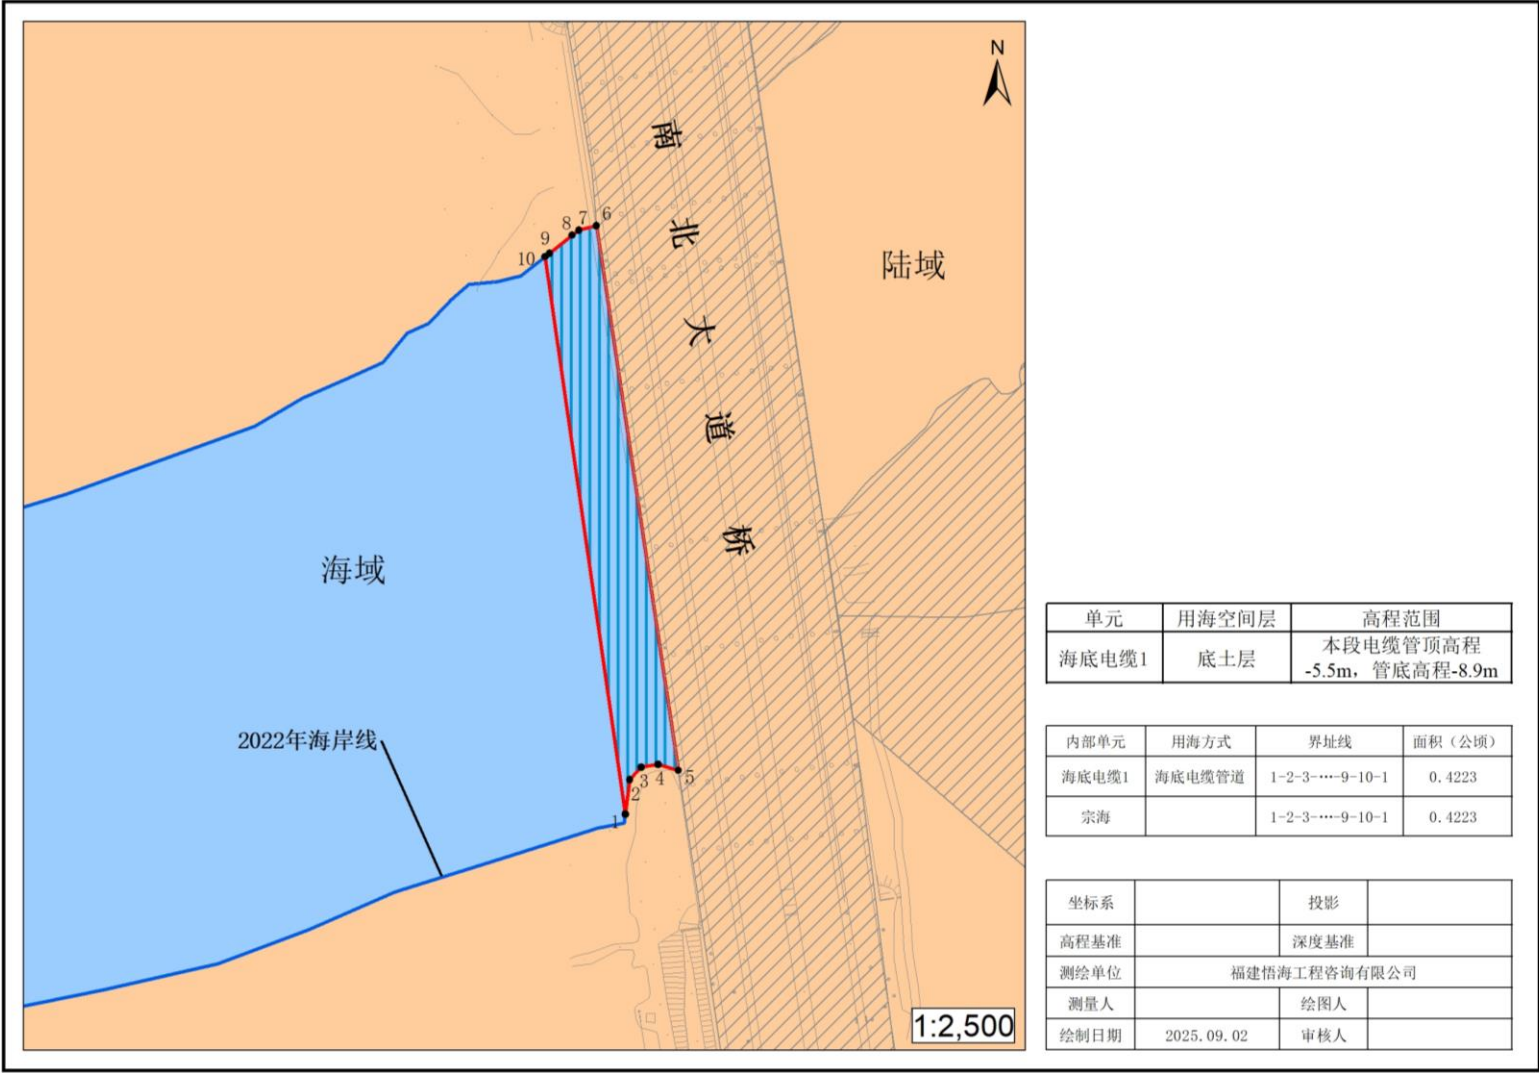 N
南
北
大
道
桥
陆域
海域
2022年海岸线
6
7
8
9
10
5
4
3
2
1
1:2,500
单元 用海空间层 高程范围
海底电缆1 底土层 本段电缆管顶高程
-5.5m，管底高程-8.9m
内部单元 用海方式 界址线 面积（公顷）
海底电缆1 海底电缆管道 1-2-3-…-9-10-1 0.4223
宗海 1-2-3-…-9-10-1 0.4223
坐标系 投影
高程基准 深度基准
测绘单位 福建悟海工程咨询有限公司
测量人 绘图人
绘制日期 2025.09.02 审核人